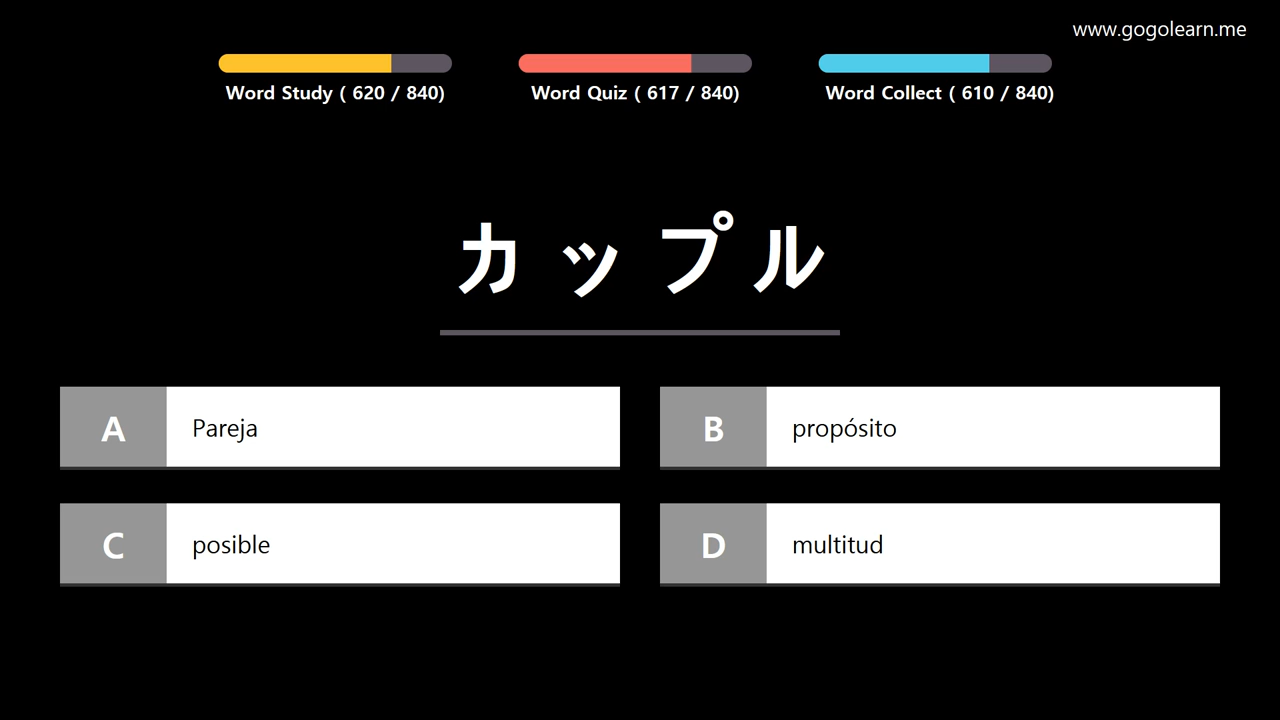 www.gogolearn.me
Word Study ( 620 / 840)
Word Quiz ( 617 / 840)
Word Collect ( 610 / 840)
カップル
A Pareja
B propósito
C posible
D multitud